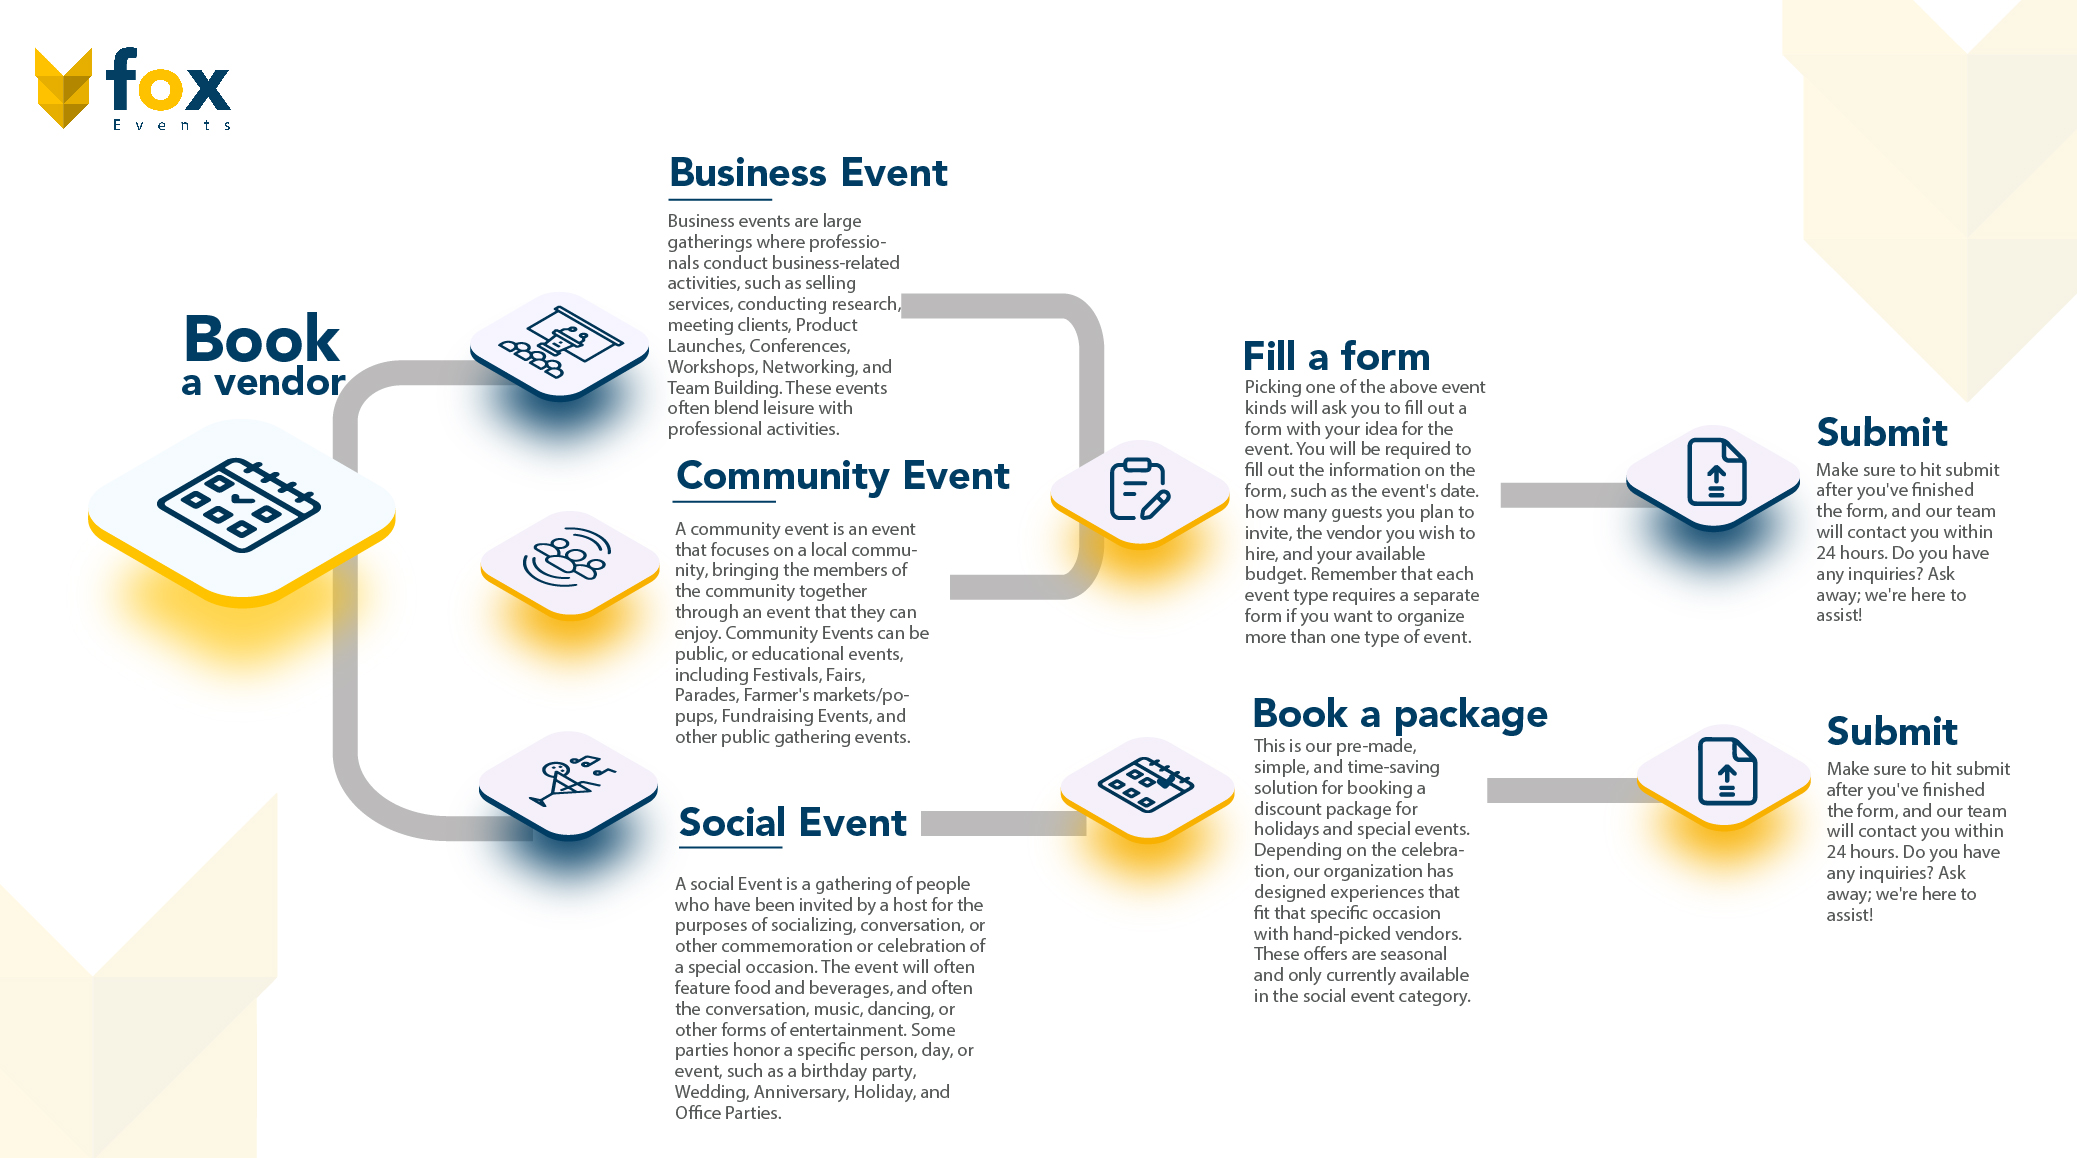 fox
Events
Book
a vendor
Business Event
Business events are large
gatherings where professio-
nals conduct business-related
activities, such as selling
services, conducting research,
meeting clients, Product
Launches, Conferences,
Workshops, Networking, and
Team Building. These events
often blend leisure with
professional activities.
Community Event
A community event is an event
that focuses on a local commu-
nity, bringing the members of
the community together
through an event that they can
enjoy. Community Events can be
public, or educational events,
including Festivals, Fairs,
Parades, Farmer's markets/po-
pups, Fundraising Events, and
other public gathering events.
Social Event
A social Event is a gathering of people
who have been invited by a host for the
purposes of socializing, conversation, or
other commemoration or celebration of
a special occasion. The event will often
feature food and beverages, and often
the conversation, music, dancing, or
other forms of entertainment. Some
parties honor a specific person, day, or
event, such as a birthday party,
Wedding, Anniversary, Holiday, and
Office Parties.
Fill a form
Picking one of the above event
kinds will ask you to fill out a
form with your idea for the
event. You will be required to
fill out the information on the
form, such as the event's date.
how many guests you plan to
invite, the vendor you wish to
hire, and your available
budget. Remember that each
event type requires a separate
form if you want to organize
more than one type of event.
Submit
Make sure to hit submit
after you've finished
the form, and our team
will contact you within
24 hours. Do you have
any inquiries? Ask
away; we're here to
assist!
Book a package
This is our pre-made,
simple, and time-saving
solution for booking a
discount package for
holidays and special events.
Depending on the celebra-
tion, our organization has
designed experiences that
fit that specific occasion
with hand-picked vendors.
These offers are seasonal
and only currently available
in the social event category.
Submit
Make sure to hit submit
after you've finished
the form, and our team
will contact you within
24 hours. Do you have
any inquiries? Ask
away; we're here to
assist!